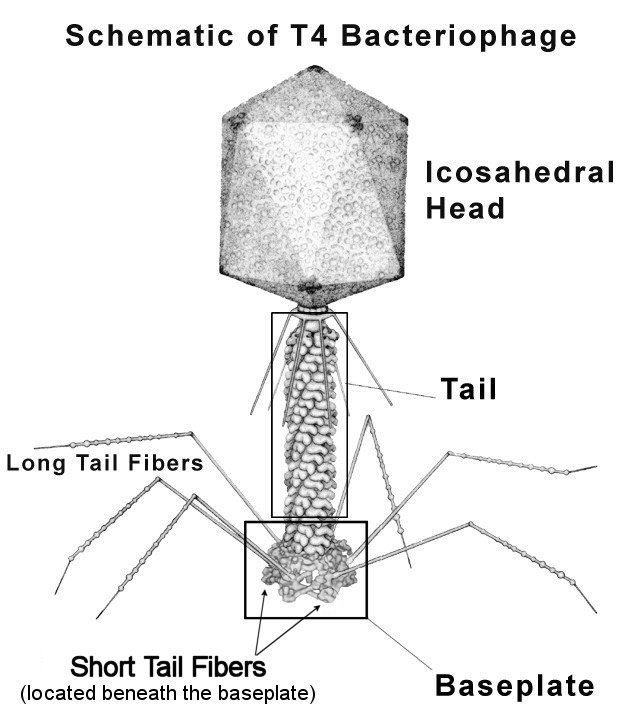 Schematic of T4 Bacteriophage
Icosahedral
Head
Tail
Long Tail Fibers
Short Tail Fibers
(located beneath the baseplate)
Baseplate